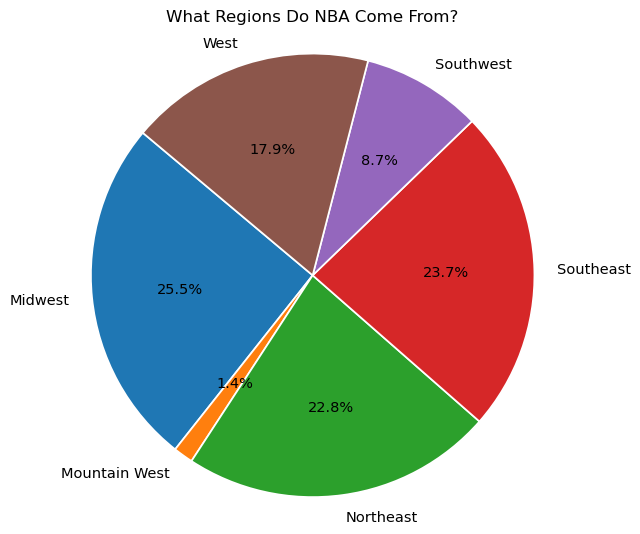 What Regions Do NBA Come From?
West
Southwest
17.9%
8.7%
Southeast
23.7%
Midwest
25.5%
1.4%
22.8%
Mountain West
Northeast